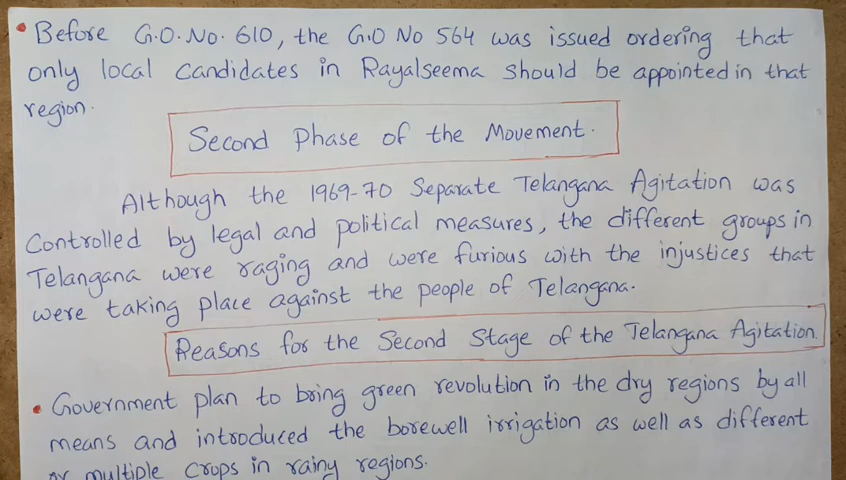 • Before G.O.No. 610, the G.O No 564 was issued ordering that
only local candidates in Rayalseema should be appointed in that
region.
Second Phase of the Movement.
Although the 1969-70 Separate Telangana Agitation was
Controlled by legal and political measures, the different groups in
Telangana were raging and were furious with the injustices that
were taking place against the people of Telangana.
Reasons for the Second Stage of the Telangana Agitation.
• Government plan to bring green revolution in the dry regions by all
means and introduced the borewell irrigation as well as different
or multiple crops in rainy regions.